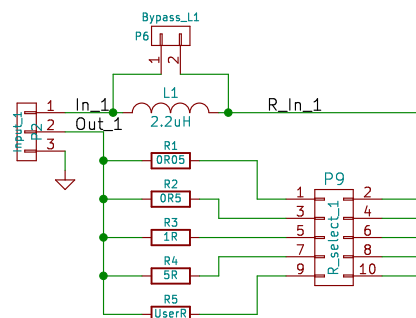 Bypass_L1
P6
1 2
L1
In_1
R_In_1
2.2uH
Out_1
Input_1
P2
1
2
3
R1
0R05
R2
0R5
R3
1R
R4
5R
R5
UserR
P9
R_select_1
1 2
3 4
5 6
7 8
9 10